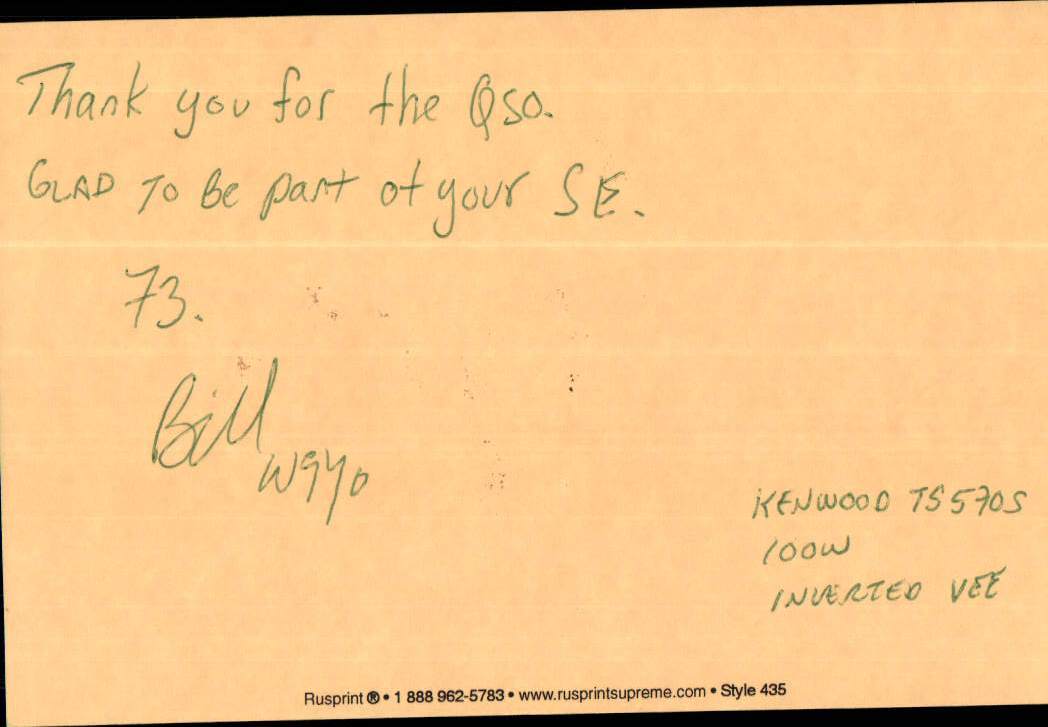 Thank you for the QSO.
GLAD TO Be part of your SE.
73.
Bill
W9YO
KENWOOD TS570S
100W
INVERTED VEE
Rusprint ® • 1 888 962-5783 • www.rusprintsupreme.com • Style 435